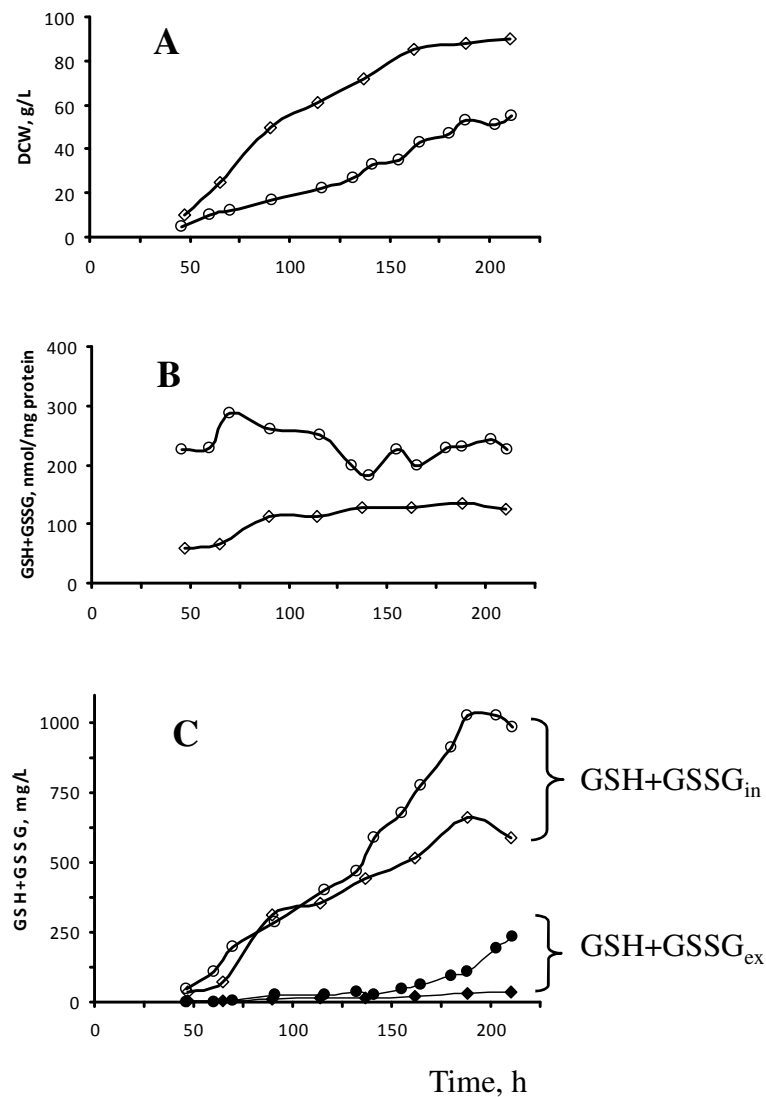 A
DCW, g/L
100
80
60
40
20
0
0 50 100 150 200
B
GSH+GSSG, nmol/mg protein
400
300
200
100
0
0 50 100 150 200
C
GSH+GSSG, mg/L
1000
750
500
250
0
0 50 100 150 200
GSH+GSSGin
GSH+GSSGex
Time, h